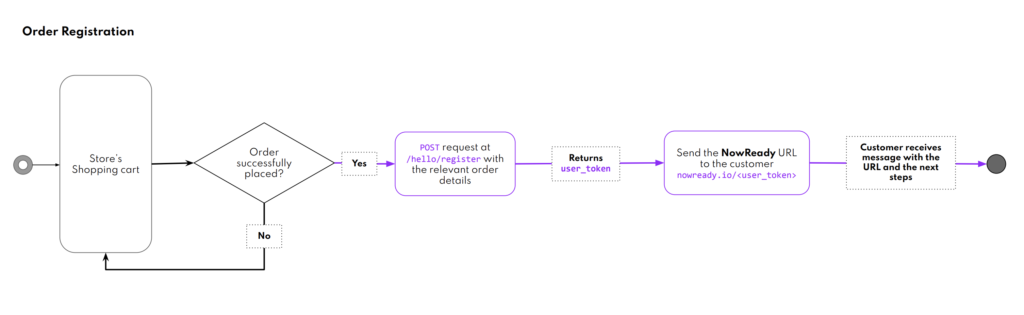 Order Registration
Store's
Shopping cart
Order
successfully
placed?
Yes
No
POST request at
/hello/register with
the relevant order
details
Returns
user_token
Send the NowReady URL
to the customer
nowready.io/<user_token>
Customer receives
message with the
URL and the next
steps